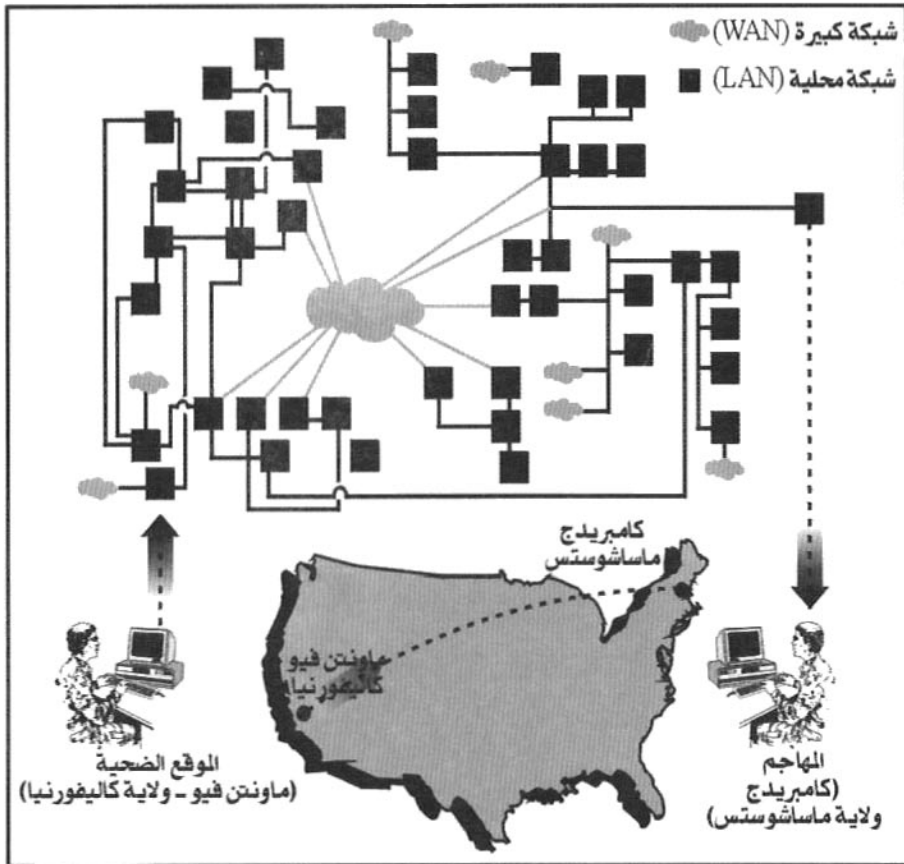 شبكة كبيرة (WAN)
شبكة محلية (LAN)
كامبريدج
ماساشوستس
ماونتن فيو
كاليفورنيا
الموقع الضحية
(ماونتن فيو - ولاية كاليفورنيا)
المهاجم
(كامبريدج
ولاية ماساشوستس)